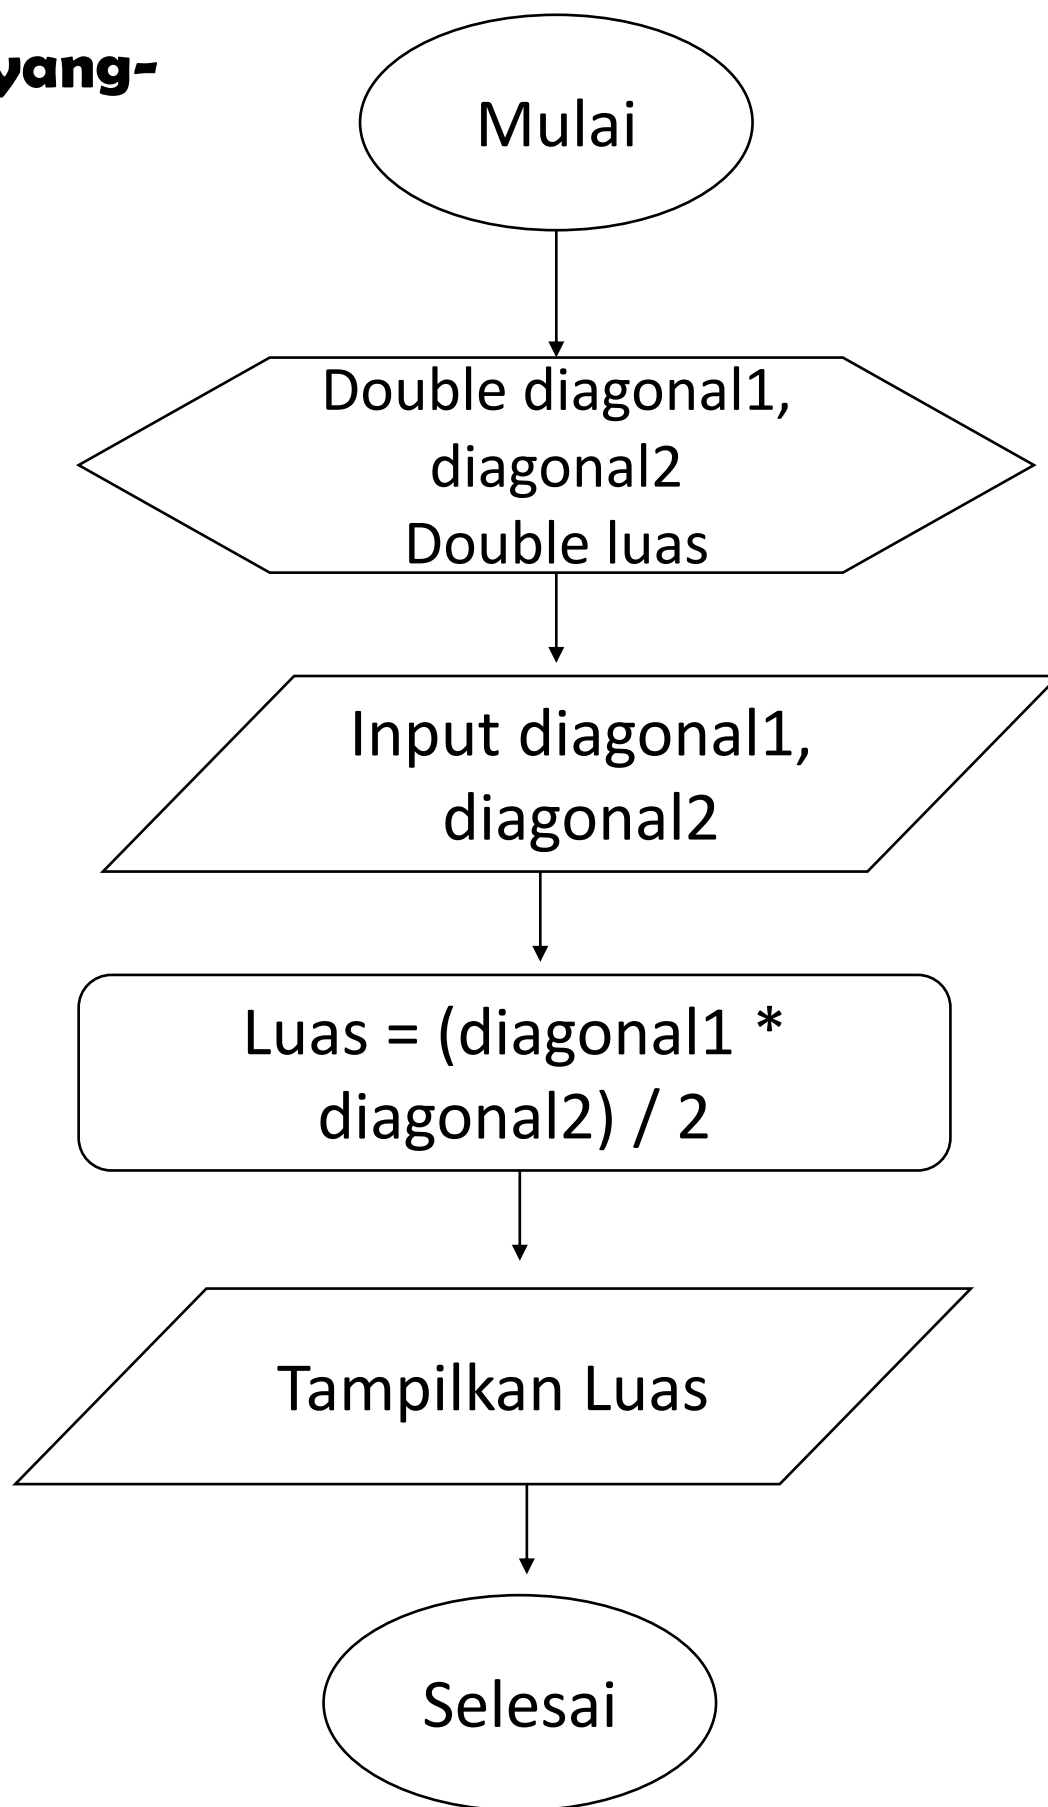 yang-
Mulai
Double diagonal1,
diagonal2
Double luas
Input diagonal1,
diagonal2
Luas = (diagonal1 *
diagonal2) / 2
Tampilkan Luas
Selesai